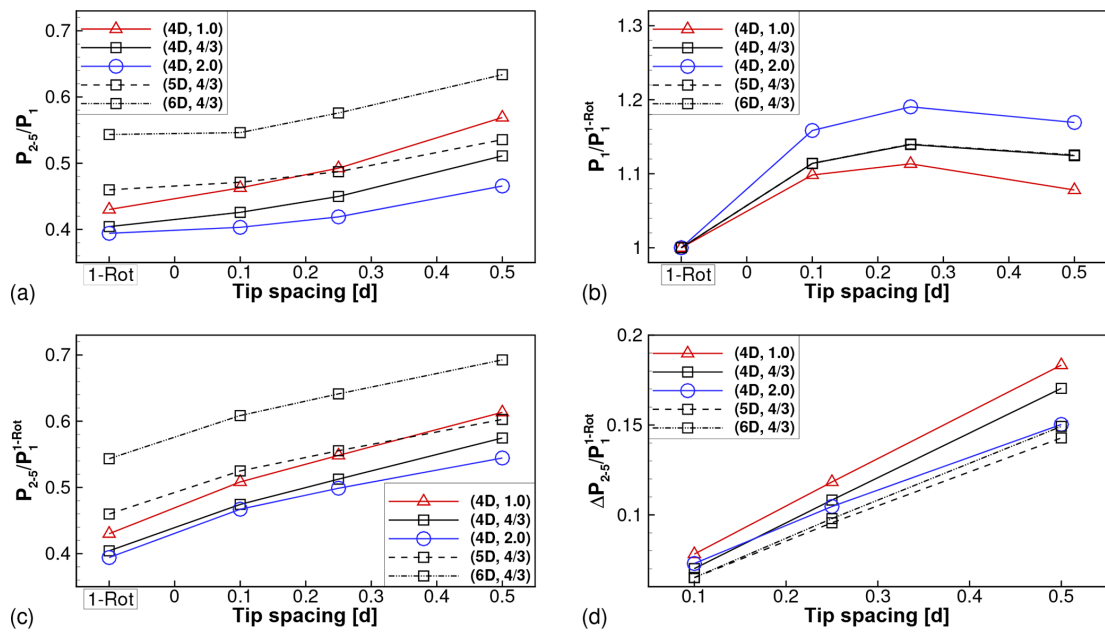 0.7
0.6
0.5
0.4
P2-5/P1
(4D, 1.0)
(4D, 4/3)
(4D, 2.0)
(5D, 4/3)
(6D, 4/3)
1-Rot 0 0.1 0.2 0.3 0.4 0.5
Tip spacing [d]
(a)
1.3
1.2
1.1
1
P1/P1^1-Rot
(4D, 1.0)
(4D, 4/3)
(4D, 2.0)
(5D, 4/3)
(6D, 4/3)
1-Rot 0 0.1 0.2 0.3 0.4 0.5
Tip spacing [d]
(b)
0.7
0.6
0.5
0.4
P2-5/P1^1-Rot
(4D, 1.0)
(4D, 4/3)
(4D, 2.0)
(5D, 4/3)
(6D, 4/3)
1-Rot 0 0.1 0.2 0.3 0.4 0.5
Tip spacing [d]
(c)
0.2
0.15
0.1
ΔP2-5/P1^1-Rot
(4D, 1.0)
(4D, 4/3)
(4D, 2.0)
(5D, 4/3)
(6D, 4/3)
0.1 0.2 0.3 0.4 0.5
Tip spacing [d]
(d)